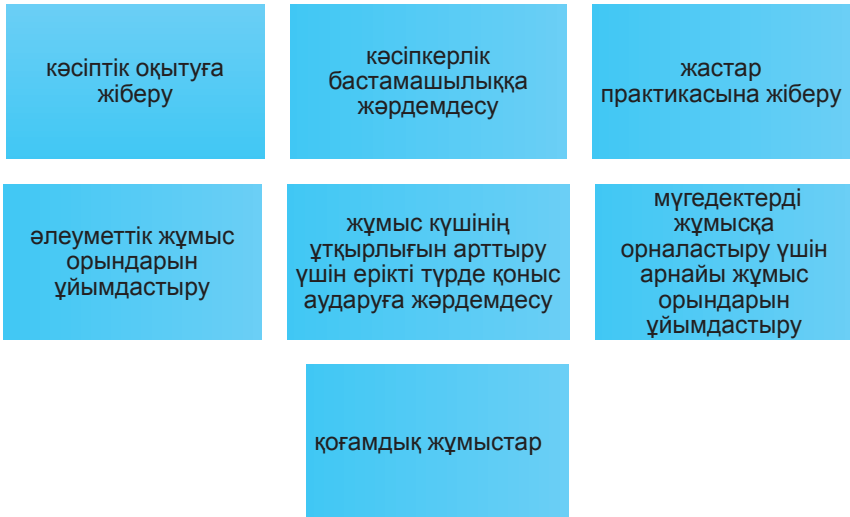 кәсіптік оқытуға
жіберу
кәсіпкерлік
бастамашылыққа
жәрдемдесу
жастар
практикасына жіберу
әлеуметтік жұмыс
орындарын
ұйымдастыру
жұмыс күшінің
ұтқырлығын арттыру
үшін ерікті түрде қоныс
аударуға жәрдемдесу
мүгедектерді
жұмысқа
орналастыру үшін
арнайы жұмыс
орындарын
ұйымдастыру
қоғамдық жұмыстар